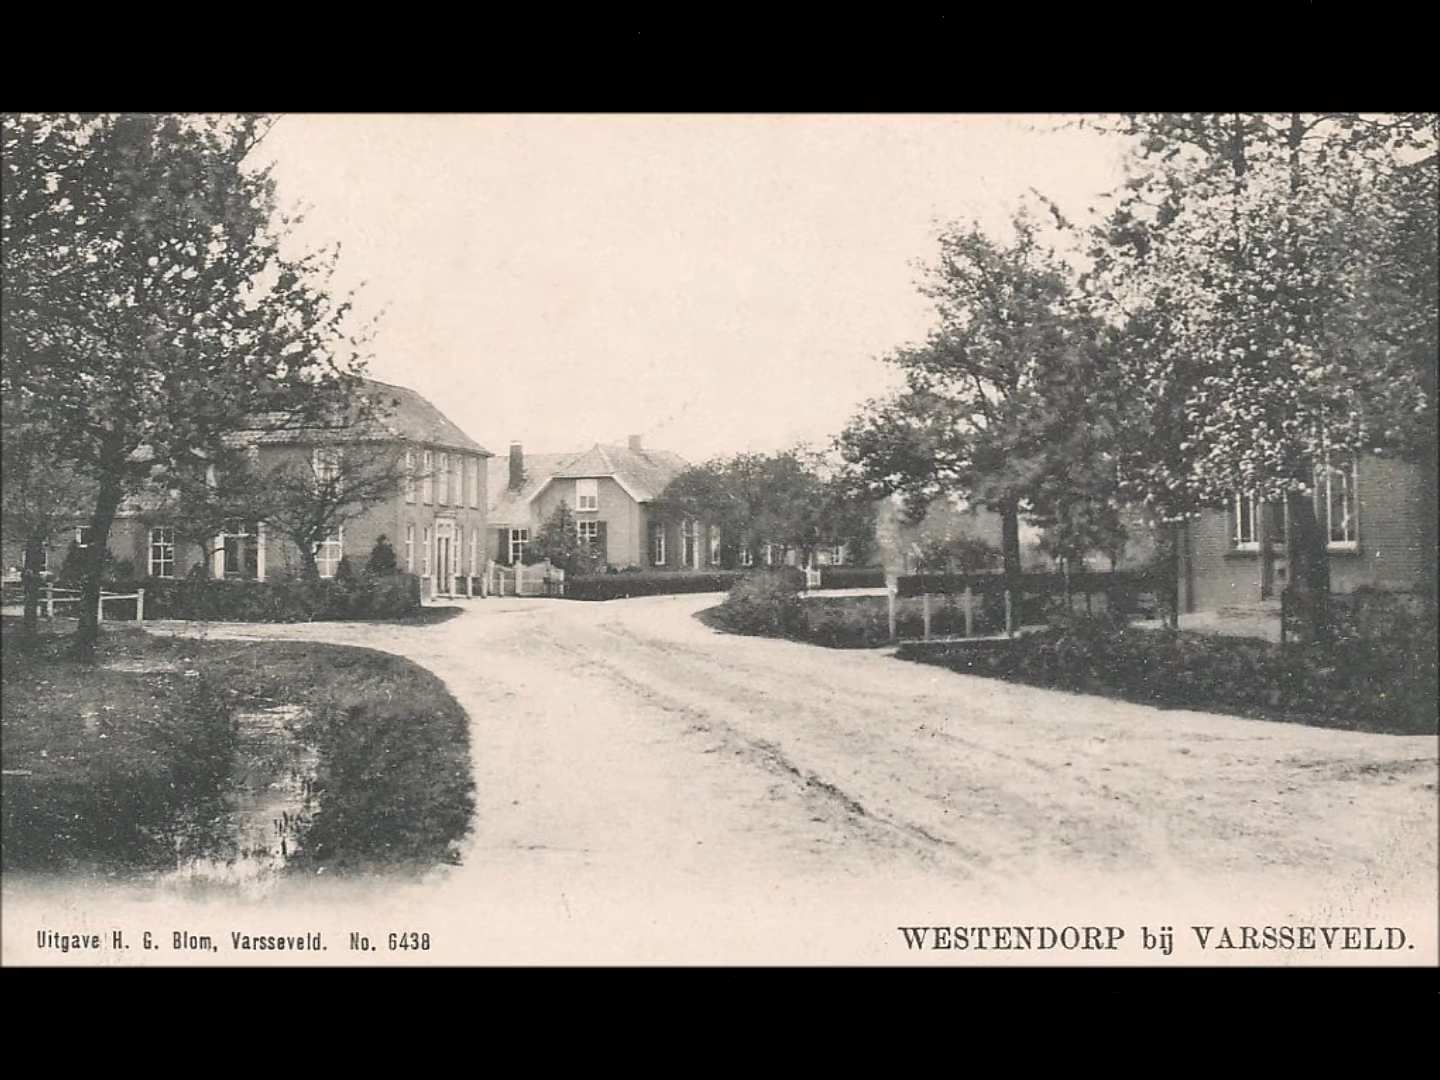 Uitgave H. G. Blom, Varsseveld. No. 6438
WESTENDORP bij VARSSEVELD.